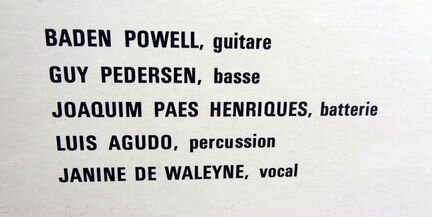 BADEN POWELL, guitare
GUY PEDERSEN, basse
JOAQUIM PAES HENRIQUES, batterie
LUIS AGUDO, percussion
JANINE DE WALEYNE, vocal